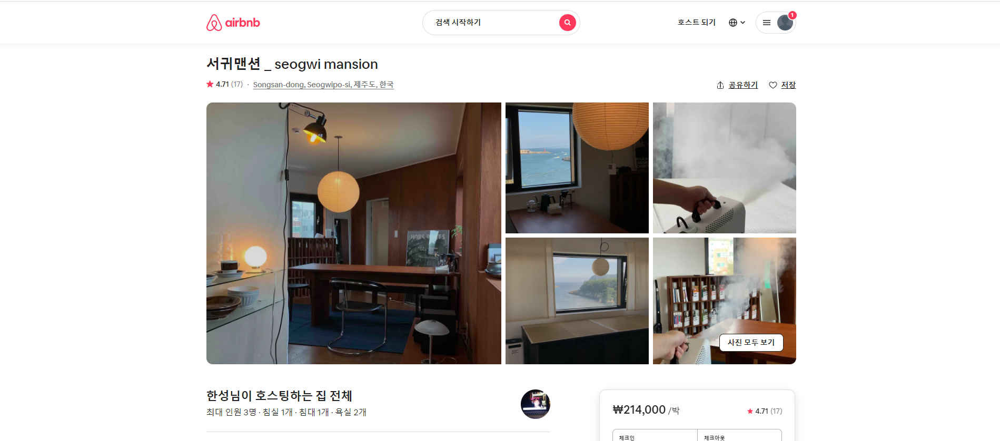 airbnb
검색 시작하기
호스트 되기
1
서귀맨션 _ seogwi mansion
4.71 (17) · Songsan-dong, Seogwipo-si, 제주도, 한국
공유하기
저장
사진 모두 보기
한성님이 호스팅하는 집 전체
최대 인원 3명 · 침실 1개 · 침대 1개 · 욕실 2개
₩214,000 /박
4.71 (17)
체크인
체크아웃